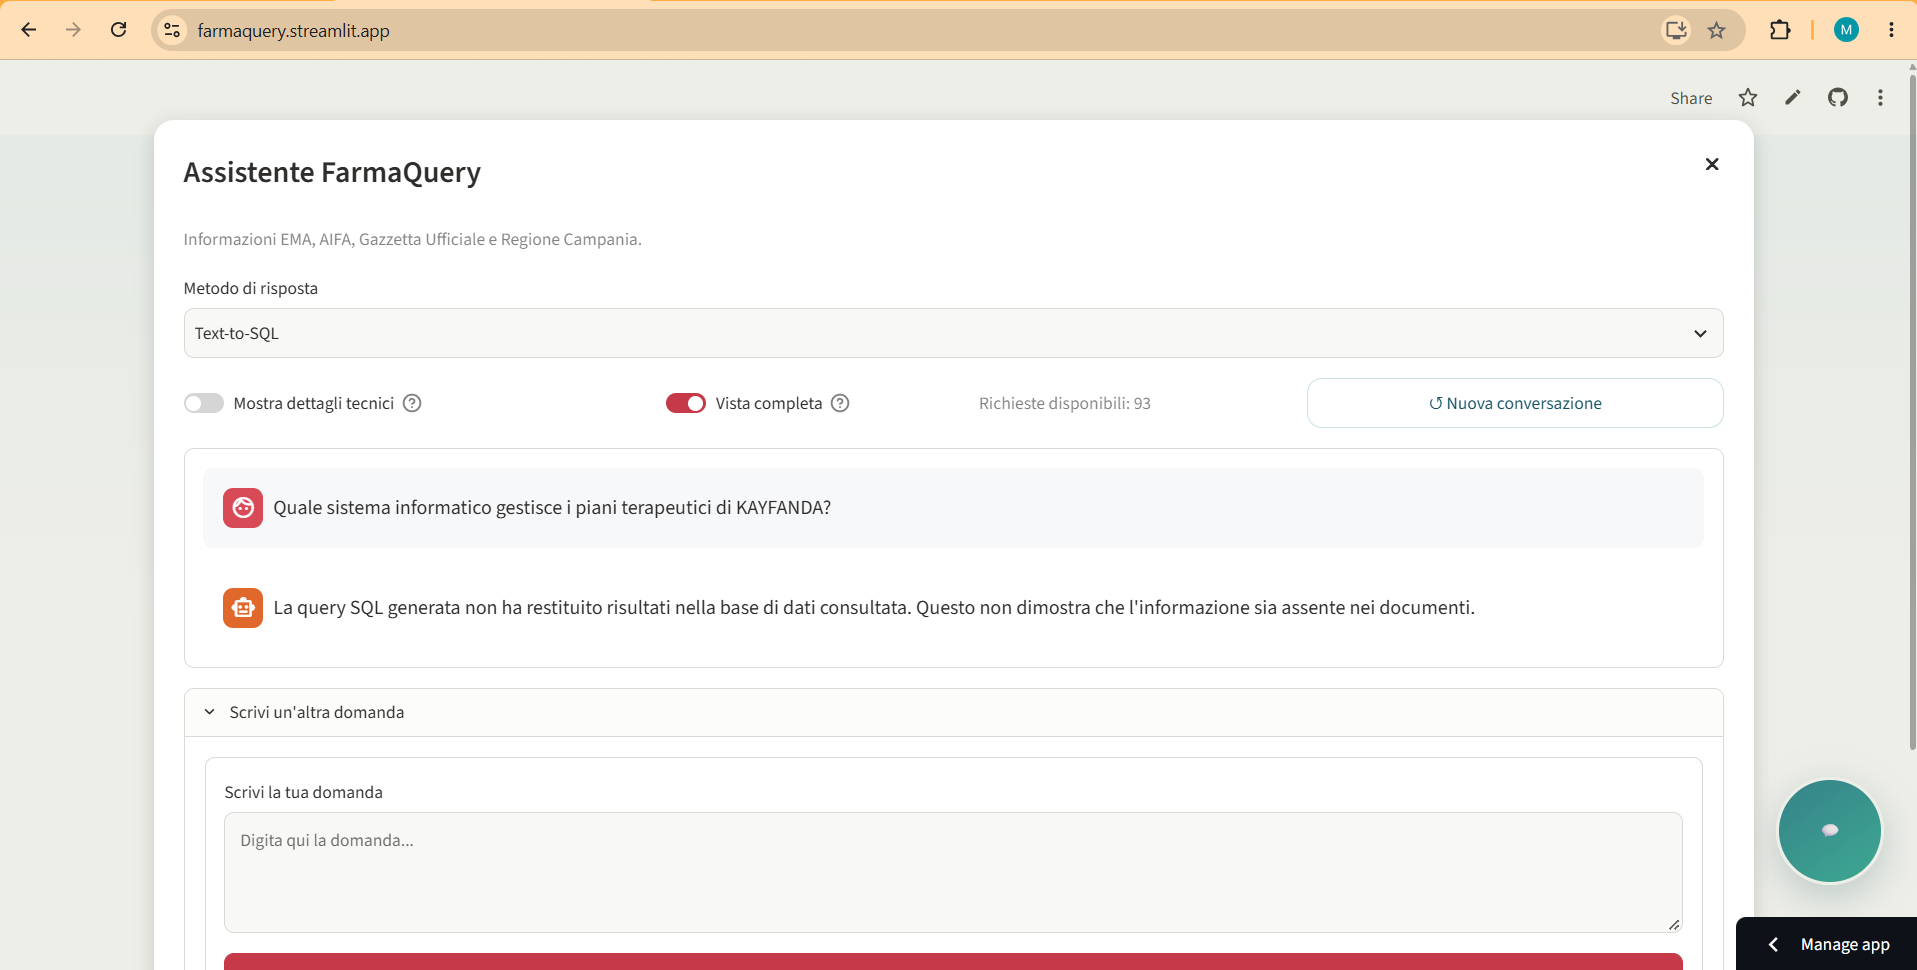 farmaquery.streamlit.app
M
Share
Assistente FarmaQuery
Informazioni EMA, AIFA, Gazzetta Ufficiale e Regione Campania.
Metodo di risposta
Text-to-SQL
Mostra dettagli tecnici
Vista completa
Richieste disponibili: 93
↺ Nuova conversazione
Quale sistema informatico gestisce i piani terapeutici di KAYFANDA?
La query SQL generata non ha restituito risultati nella base di dati consultata. Questo non dimostra che l'informazione sia assente nei documenti.
Scrivi un'altra domanda
Scrivi la tua domanda
Digita qui la domanda...
Manage app